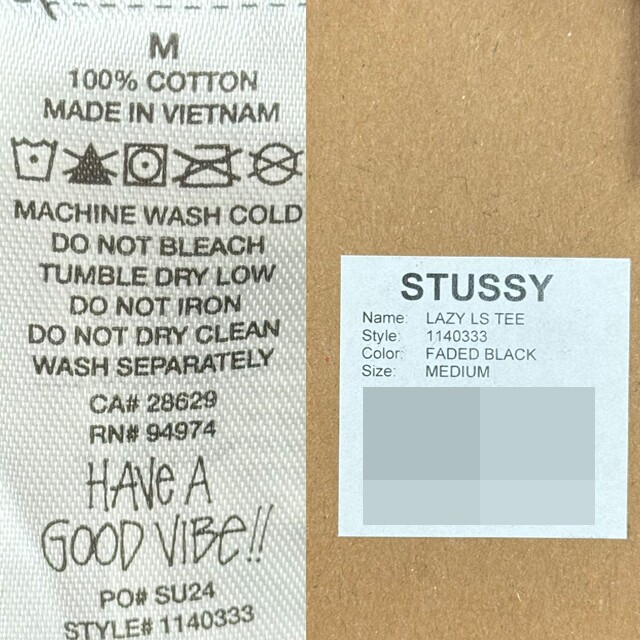 M
100% COTTON
MADE IN VIETNAM
MACHINE WASH COLD
DO NOT BLEACH
TUMBLE DRY LOW
DO NOT IRON
DO NOT DRY CLEAN
WASH SEPARATELY
CA# 28629
RN# 94974
HAVE A
GOOD VIBE!!
PO# SU24
STYLE# 1140333
STUSSY
Name: LAZY LS TEE
Style: 1140333
Color: FADED BLACK
Size: MEDIUM